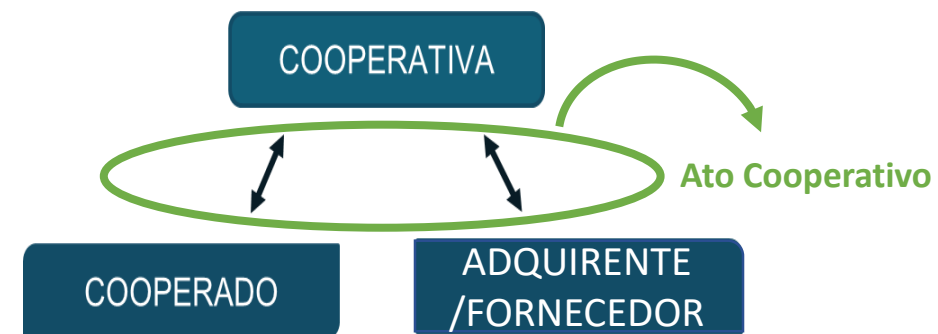 COOPERATIVA
Ato Cooperativo
COOPERADO
ADQUIRENTE
/FORNECEDOR